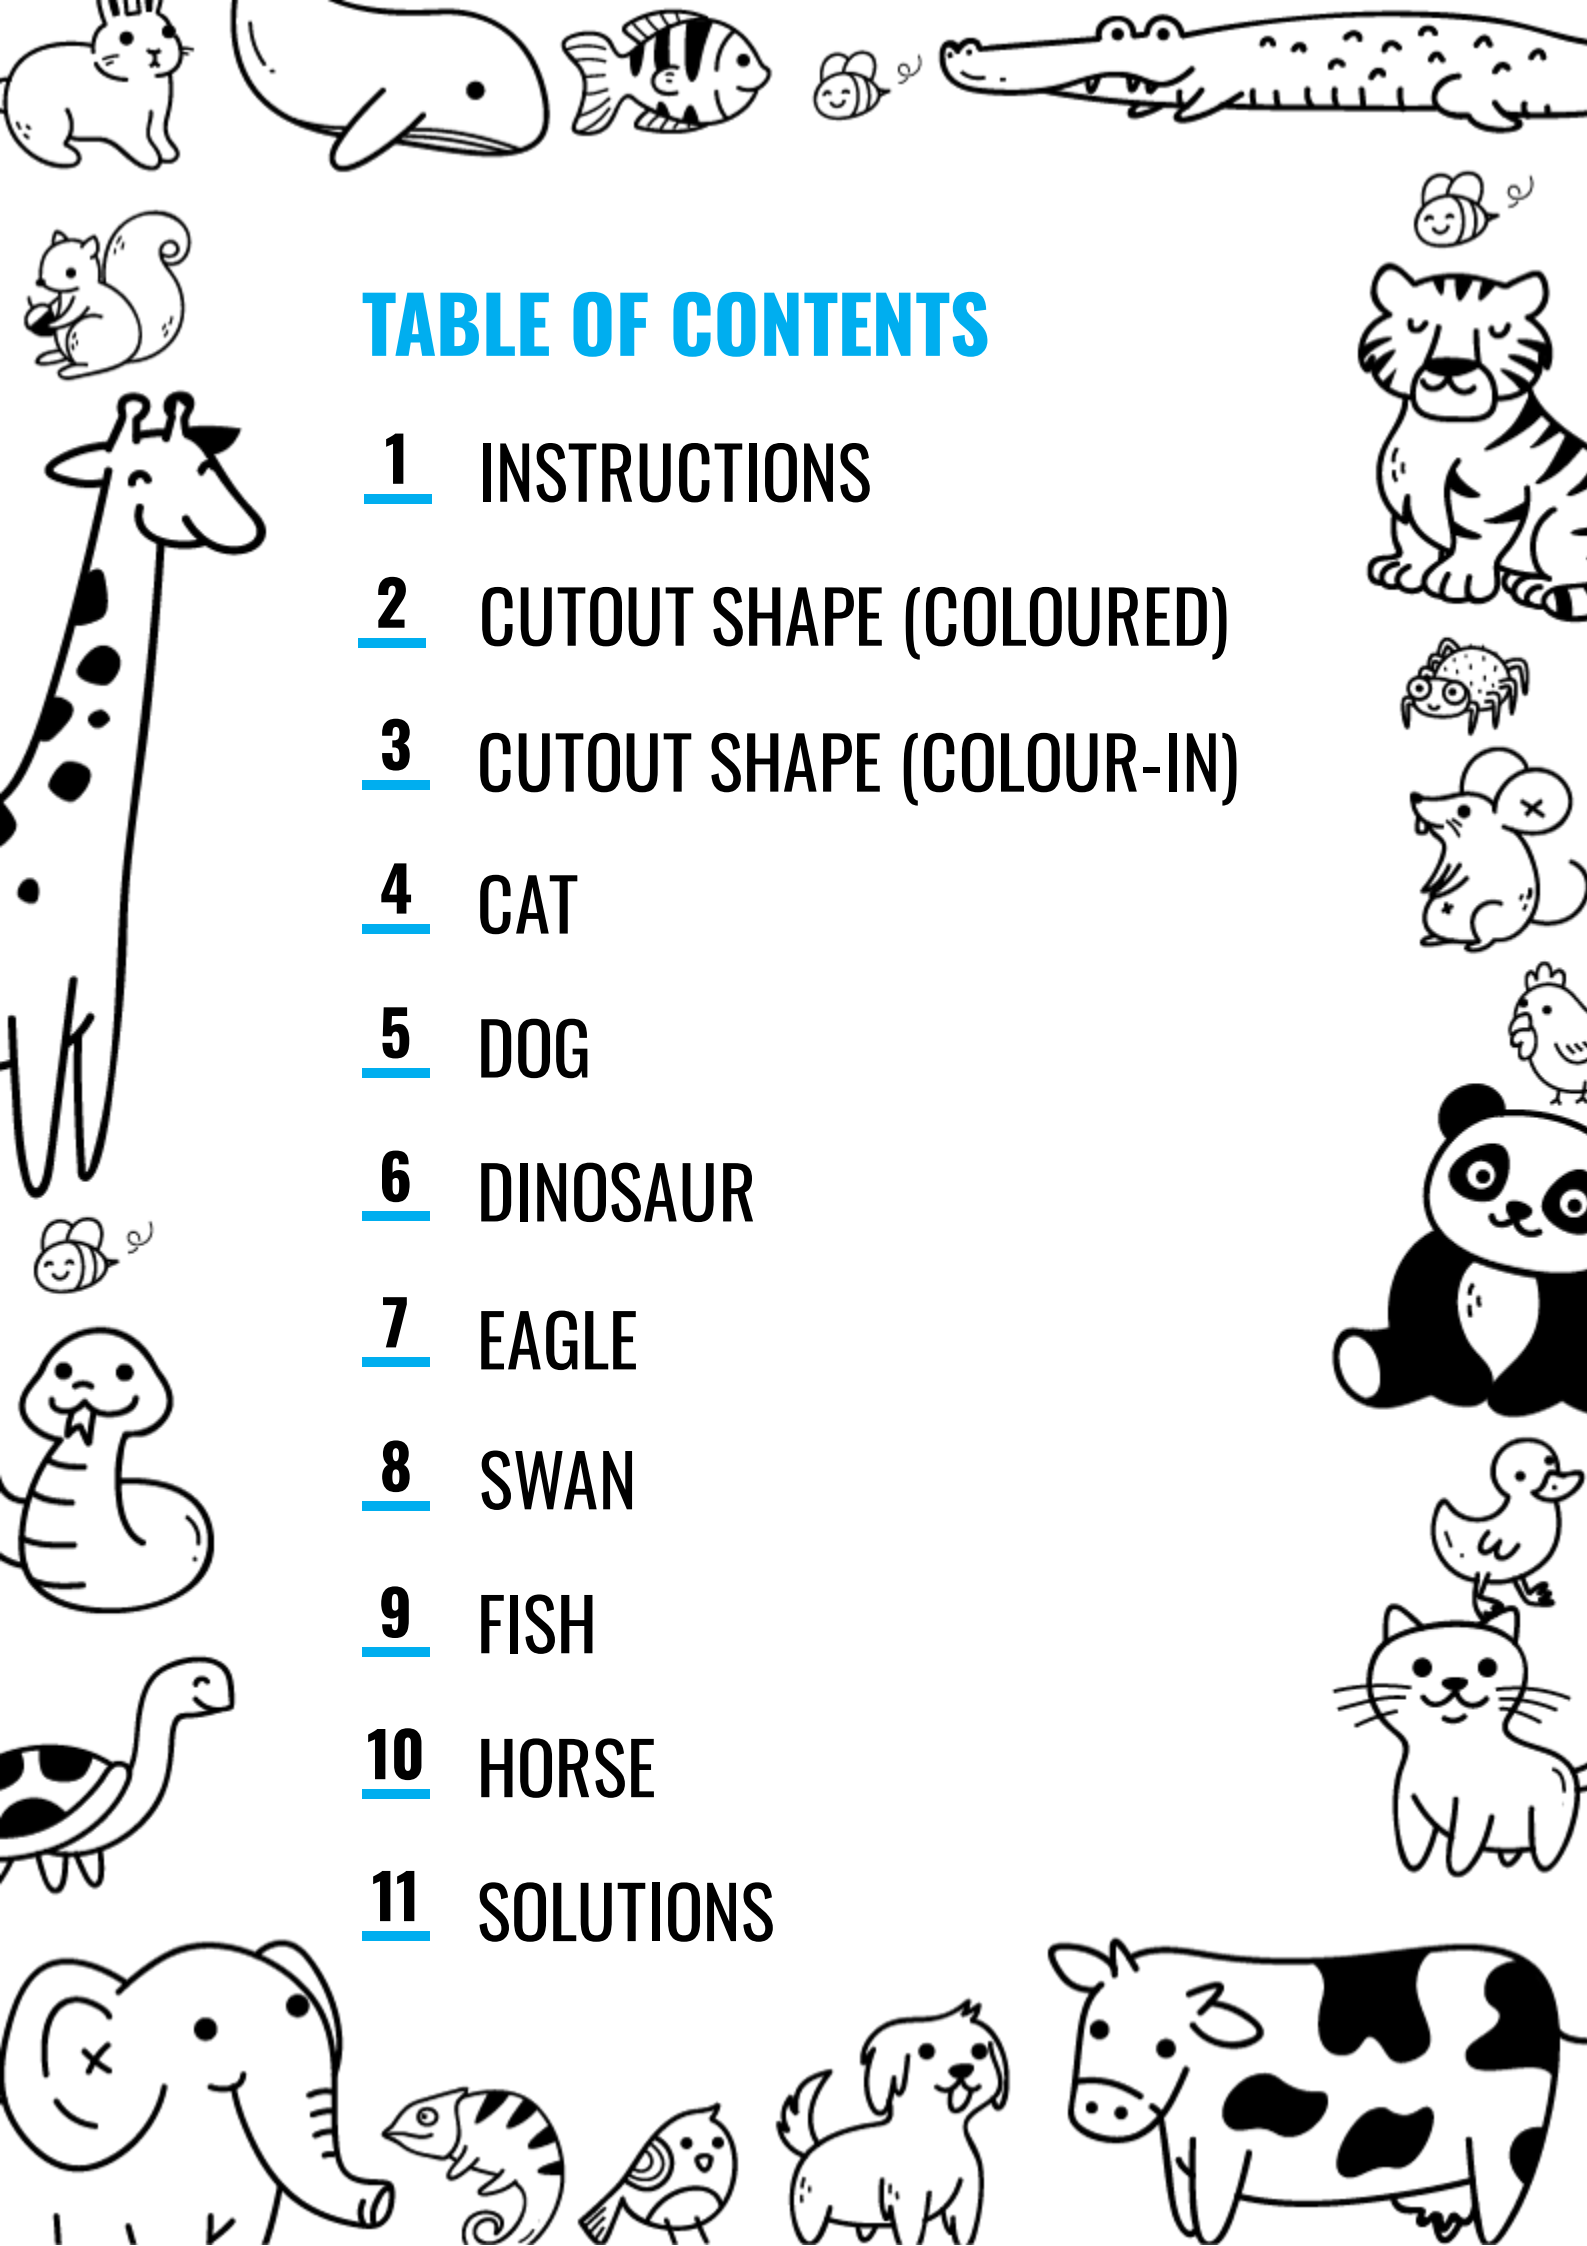 TABLE OF CONTENTS
1 INSTRUCTIONS
2 CUTOUT SHAPE (COLOURED)
3 CUTOUT SHAPE (COLOUR-IN)
4 CAT
5 DOG
6 DINOSAUR
7 EAGLE
8 SWAN
9 FISH
10 HORSE
11 SOLUTIONS